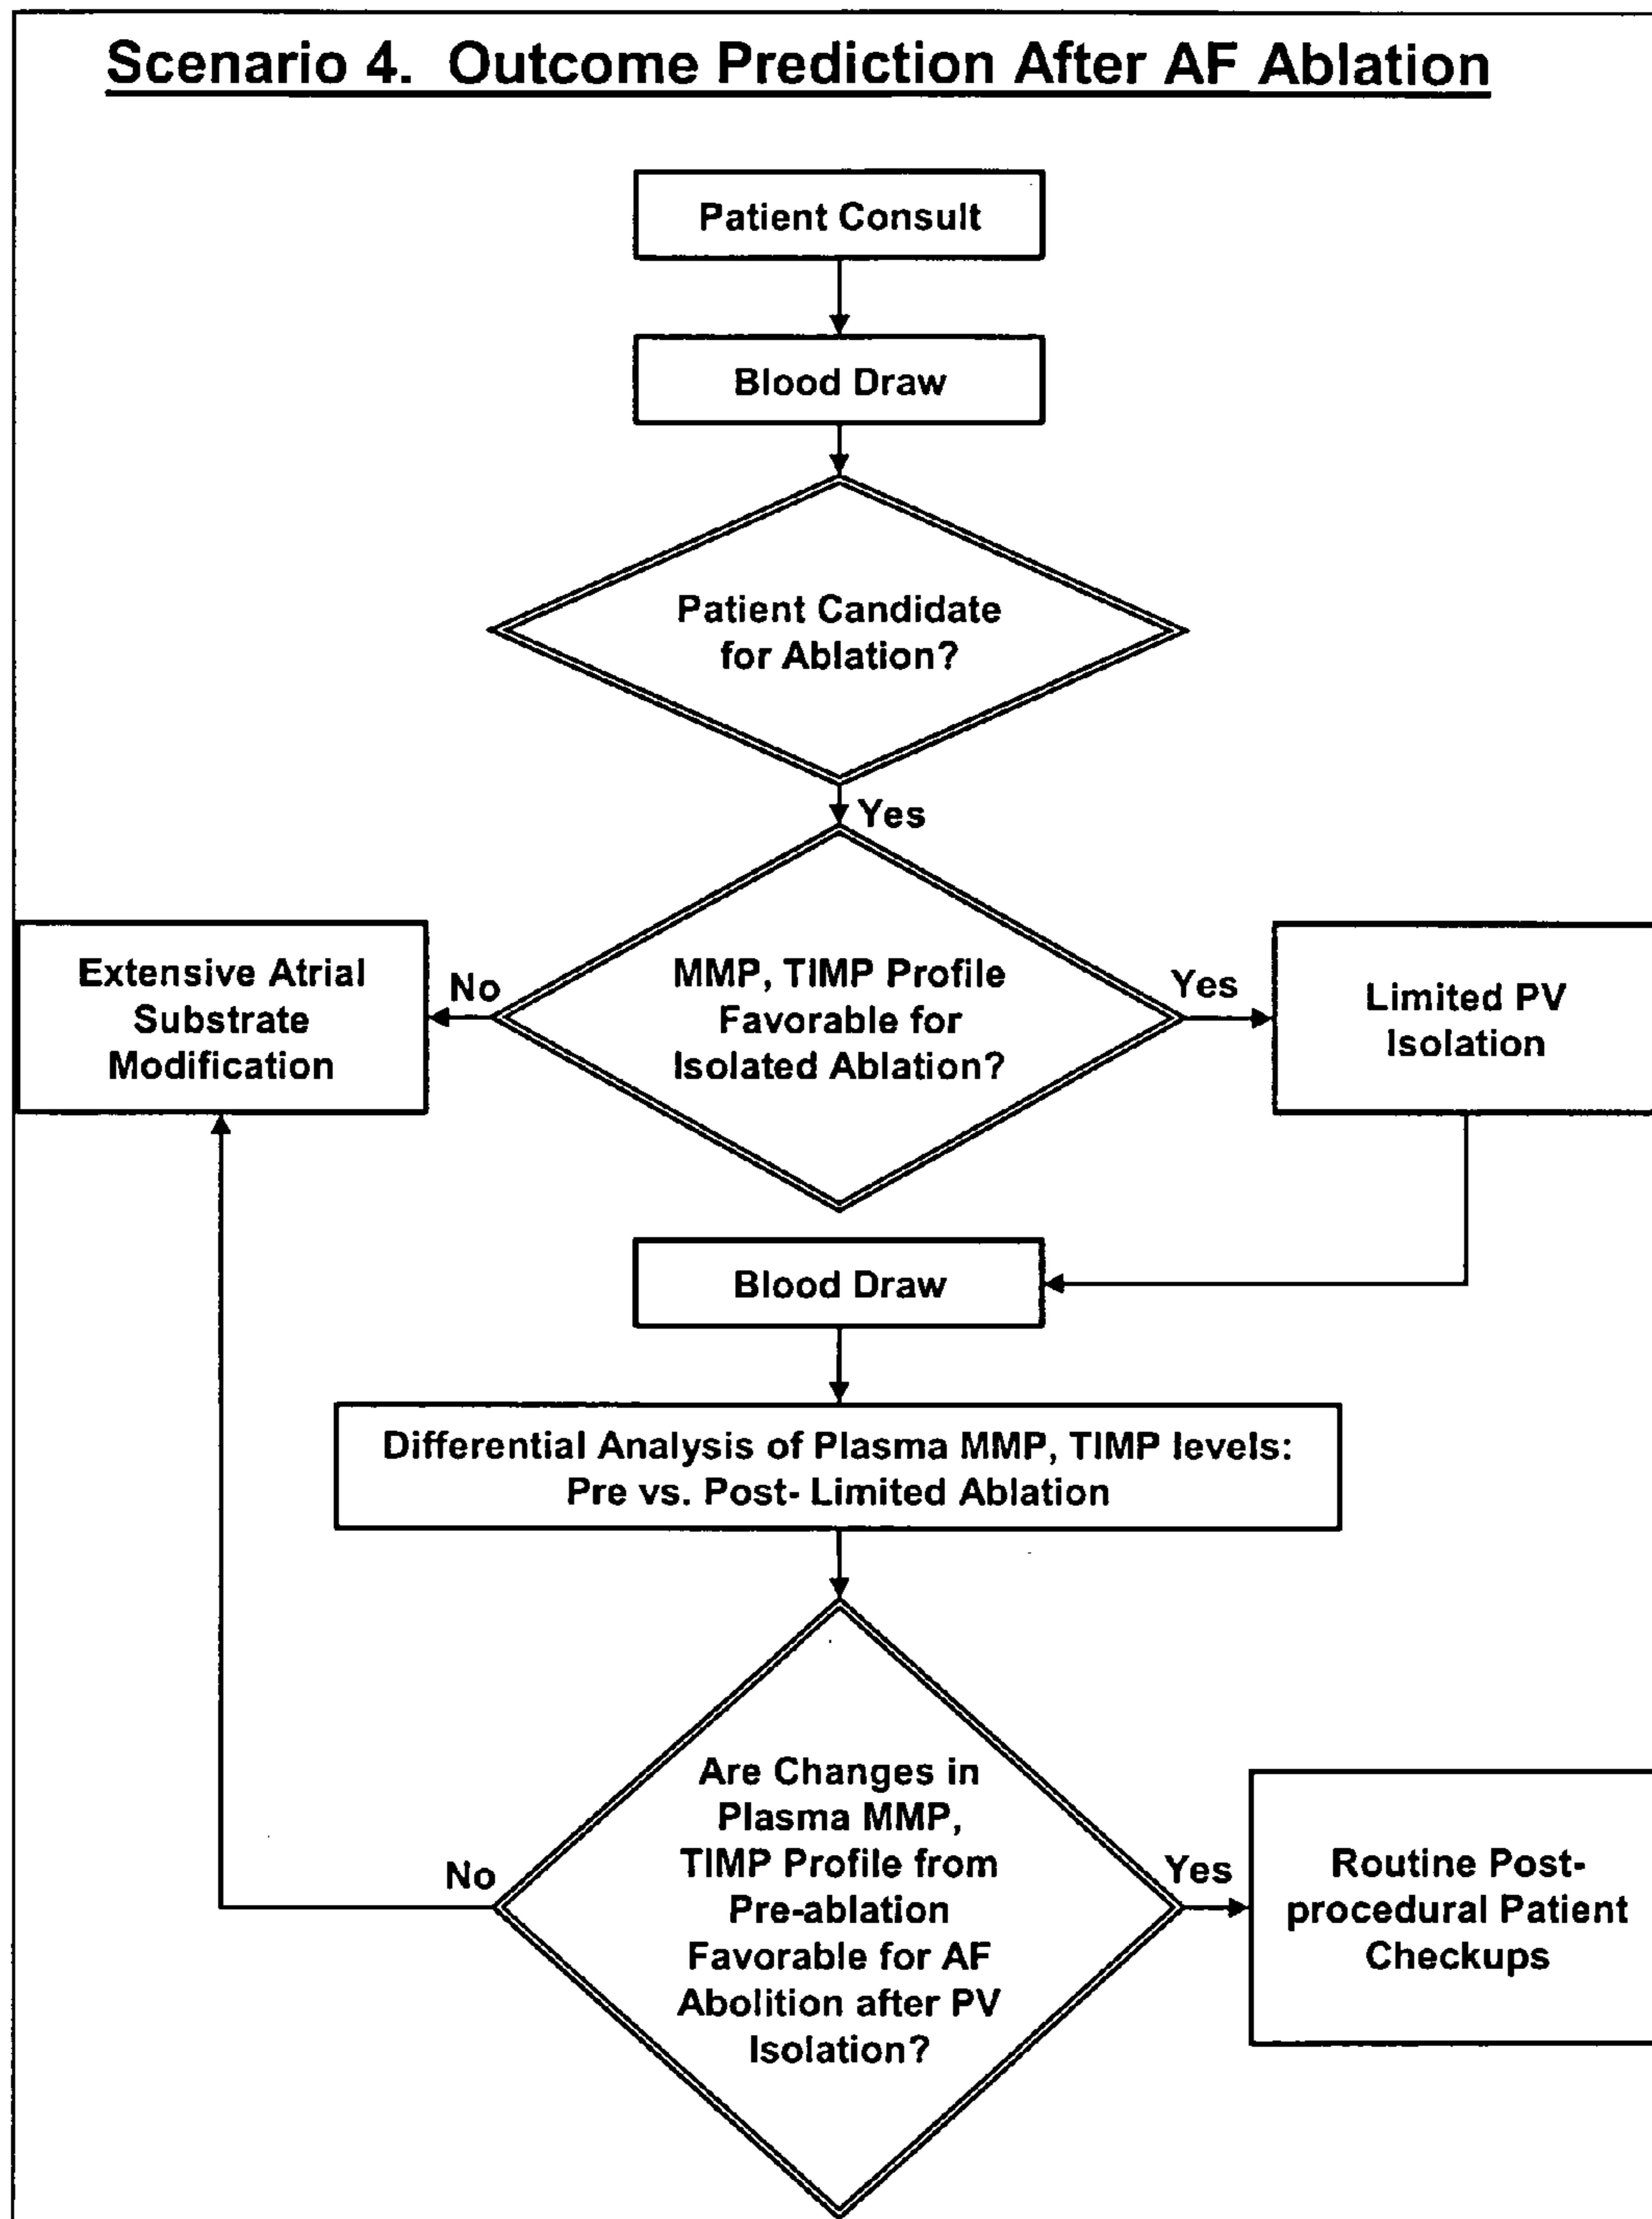 Scenario 4. Outcome Prediction After AF Ablation
Patient Consult
Blood Draw
Patient Candidate
for Ablation?
Yes
Extensive Atrial
Substrate
Modification
No
MMP, TIMP Profile
Favorable for
Isolated Ablation?
Yes
Limited PV
Isolation
Blood Draw
Differential Analysis of Plasma MMP, TIMP levels:
Pre vs. Post- Limited Ablation
No
Are Changes in
Plasma MMP,
TIMP Profile from
Pre-ablation
Favorable for AF
Abolition after PV
Isolation?
Yes
Routine Post-
procedural Patient
Checkups